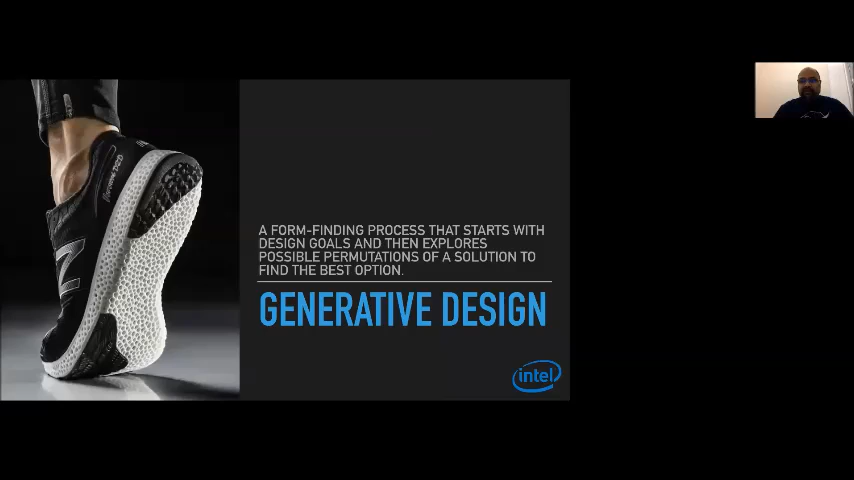 A FORM-FINDING PROCESS THAT STARTS WITH
DESIGN GOALS AND THEN EXPLORES
POSSIBLE PERMUTATIONS OF A SOLUTION TO
FIND THE BEST OPTION.
GENERATIVE DESIGN
intel